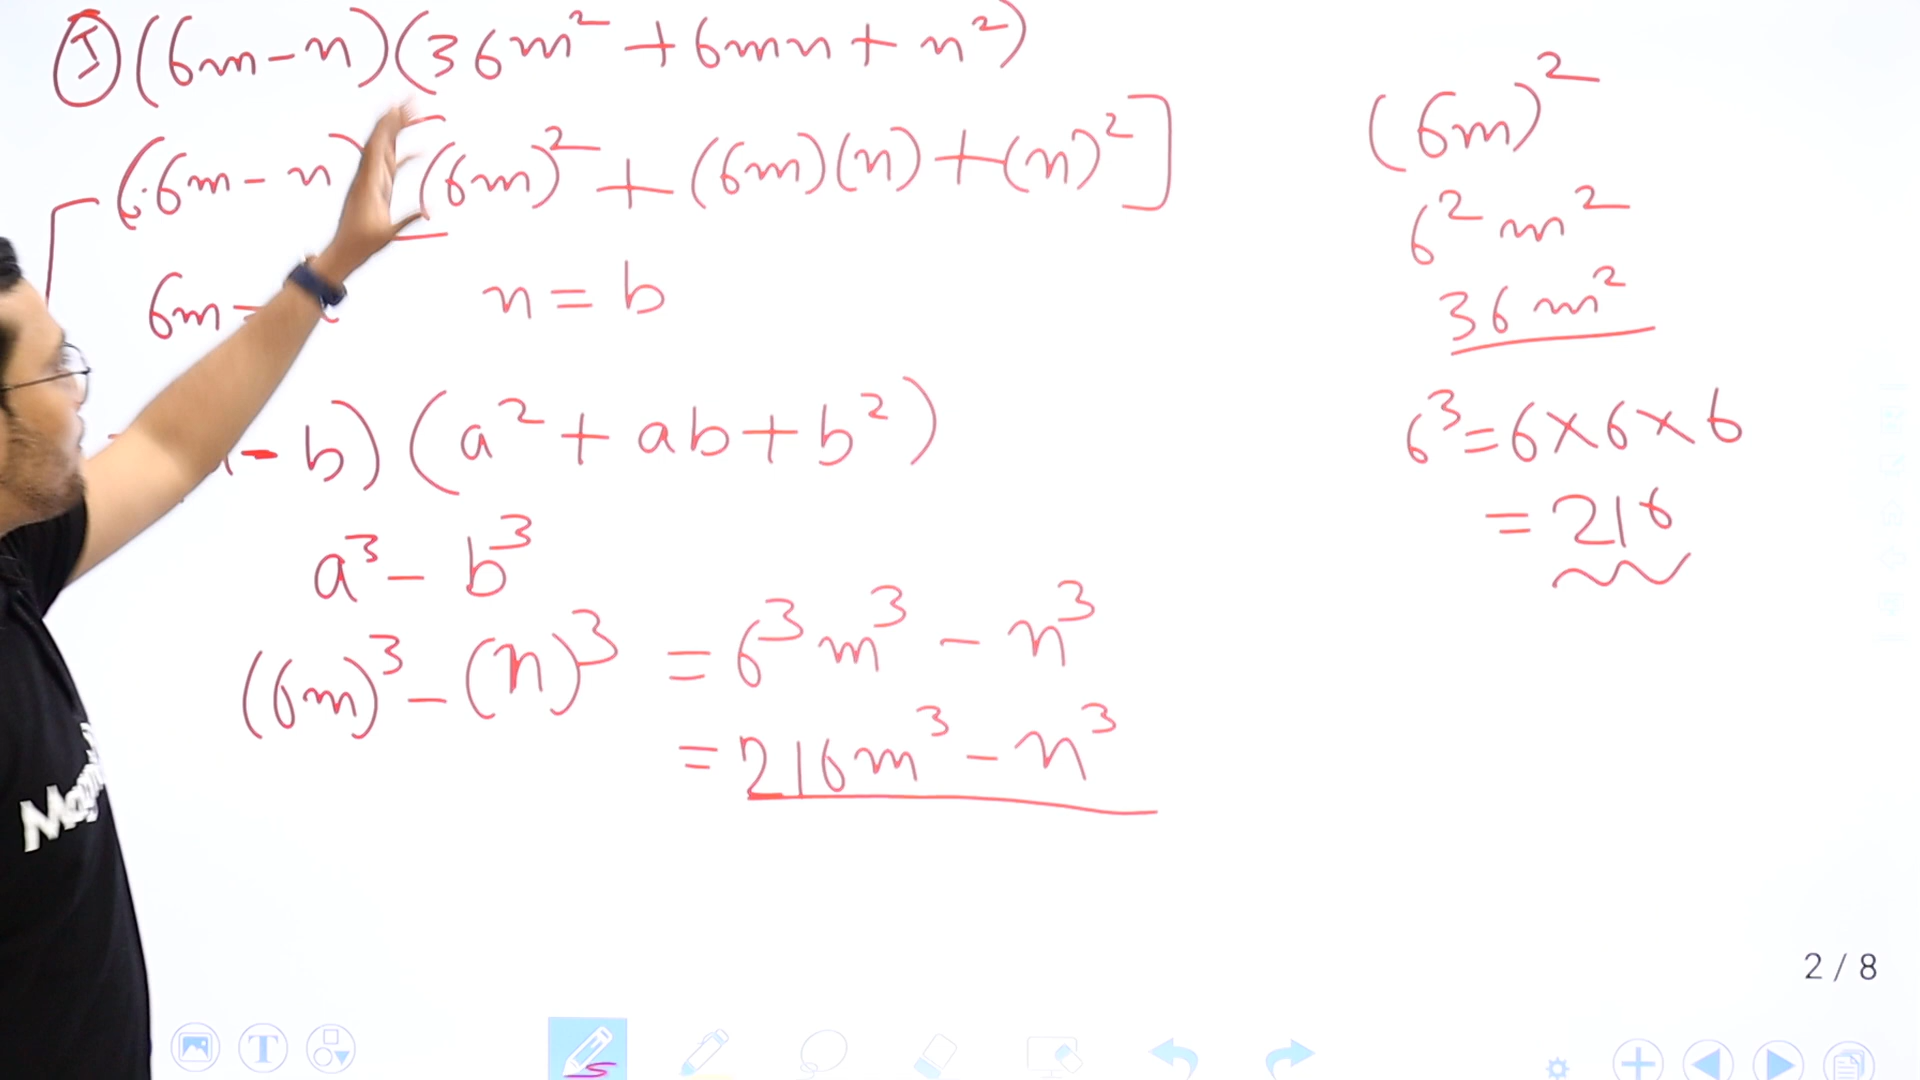 ① (6m-n)(36m² + 6mn + n²)
(6m-n) [(6m)² + (6m)(n) + (n)²]
6m = n = b
- b) (a² + ab + b²)
a³ - b³
(6m)³ - (n)³ = 6³m³ - n³
= 216m³ - n³
(6m)²
6²m²
36m²
6³ = 6×6×6
= 216
2 / 8
T